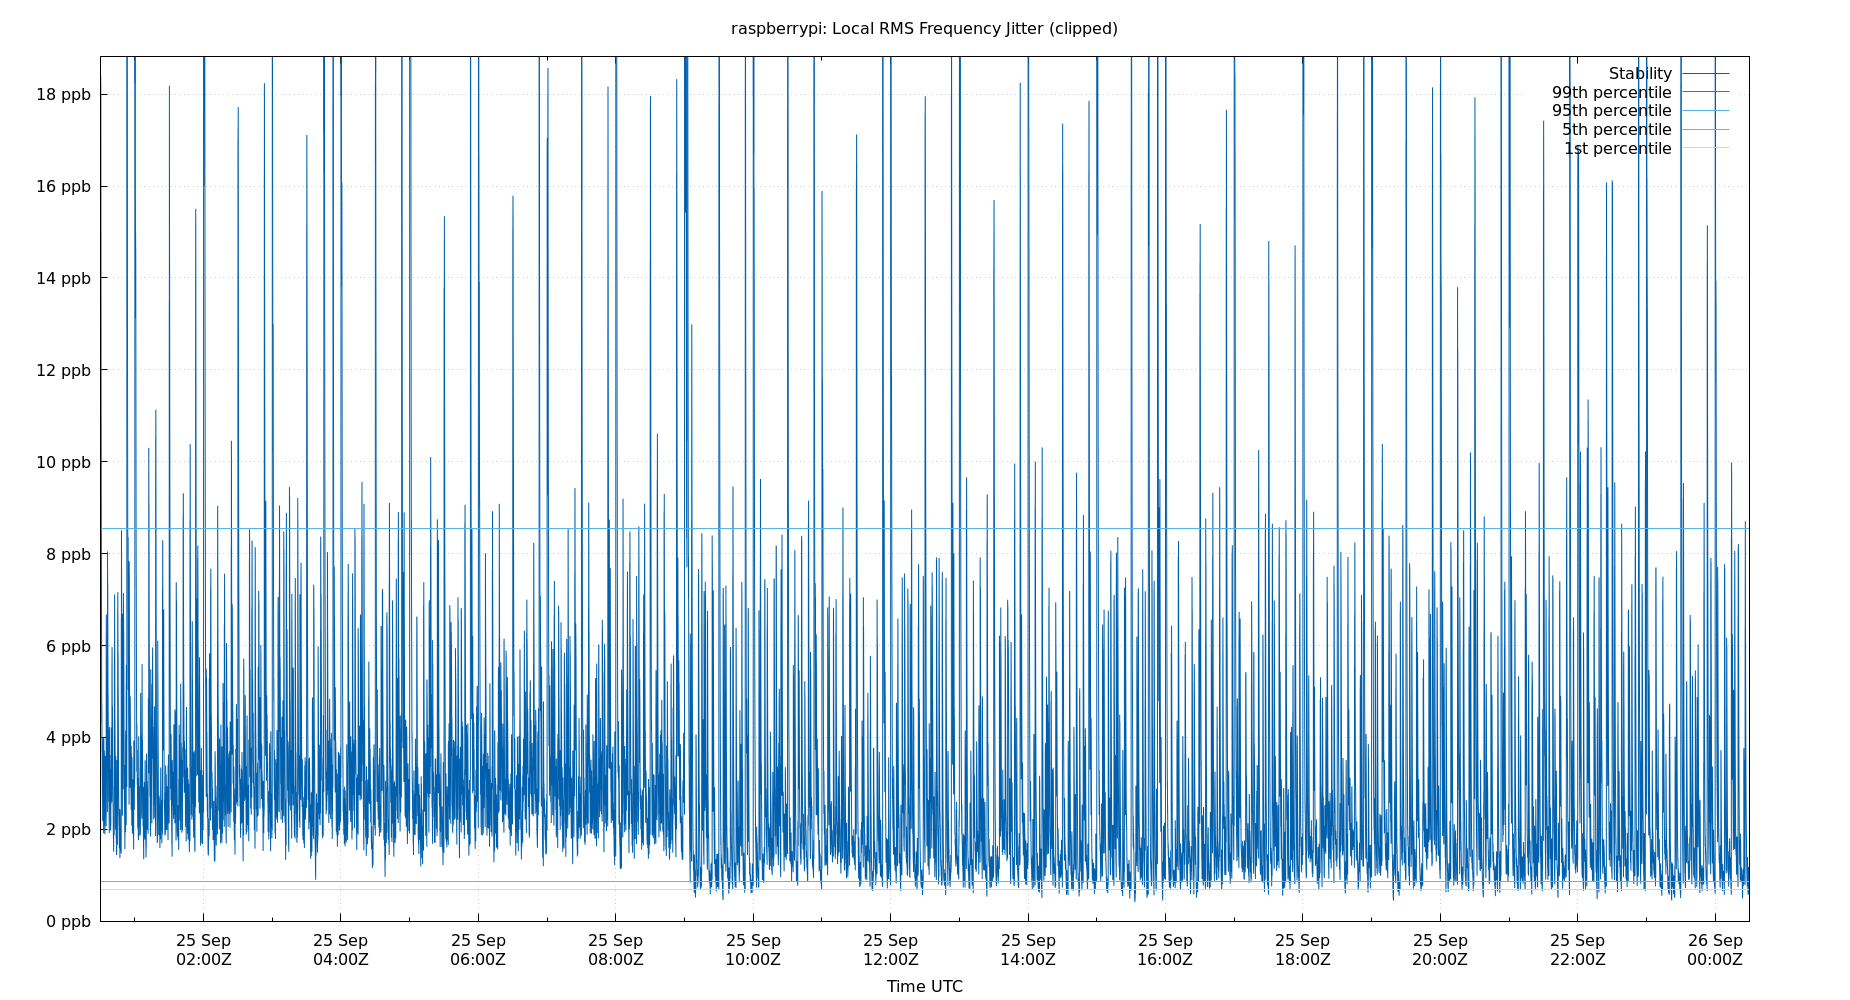 raspberrypi: Local RMS Frequency Jitter (clipped)
Stability
99th percentile
95th percentile
5th percentile
1st percentile
18 ppb
16 ppb
14 ppb
12 ppb
10 ppb
8 ppb
6 ppb
4 ppb
2 ppb
0 ppb
25 Sep 25 Sep 25 Sep 25 Sep 25 Sep 25 Sep 25 Sep 25 Sep 25 Sep 25 Sep 25 Sep 26 Sep
02:00Z 04:00Z 06:00Z 08:00Z 10:00Z 12:00Z 14:00Z 16:00Z 18:00Z 20:00Z 22:00Z 00:00Z
Time UTC